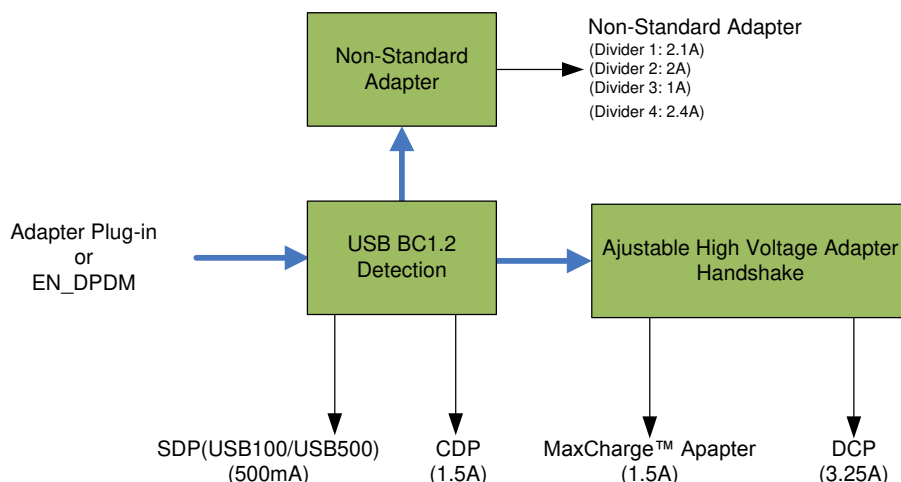 Non-Standard
Adapter
Non-Standard Adapter
(Divider 1: 2.1A)
(Divider 2: 2A)
(Divider 3: 1A)
(Divider 4: 2.4A)
Adapter Plug-in
or
EN_DPDM
USB BC1.2
Detection
Ajustable High Voltage Adapter
Handshake
SDP(USB100/USB500)
(500mA)
CDP
(1.5A)
MaxCharge™ Apapter
(1.5A)
DCP
(3.25A)